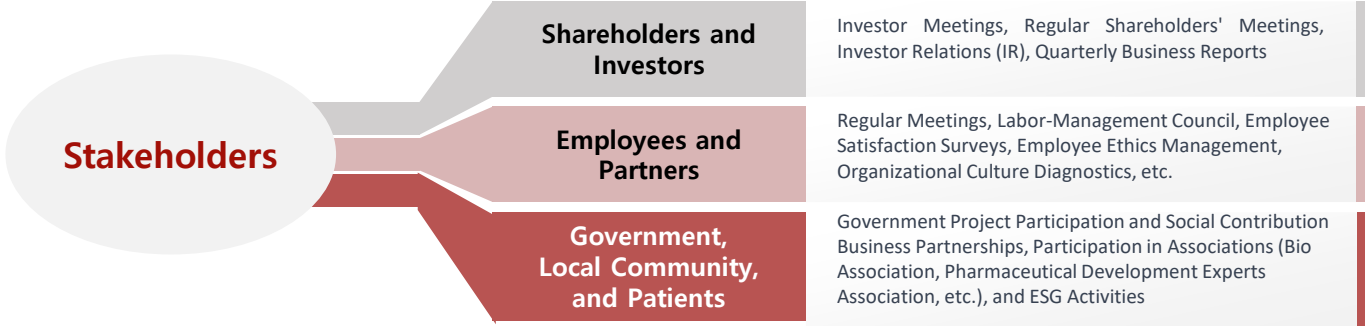 Stakeholders
Shareholders and
Investors
Investor Meetings, Regular Shareholders' Meetings,
Investor Relations (IR), Quarterly Business Reports
Employees and
Partners
Regular Meetings, Labor-Management Council, Employee
Satisfaction Surveys, Employee Ethics Management,
Organizational Culture Diagnostics, etc.
Government,
Local Community,
and Patients
Government Project Participation and Social Contribution
Business Partnerships, Participation in Associations (Bio
Association, Pharmaceutical Development Experts
Association, etc.), and ESG Activities